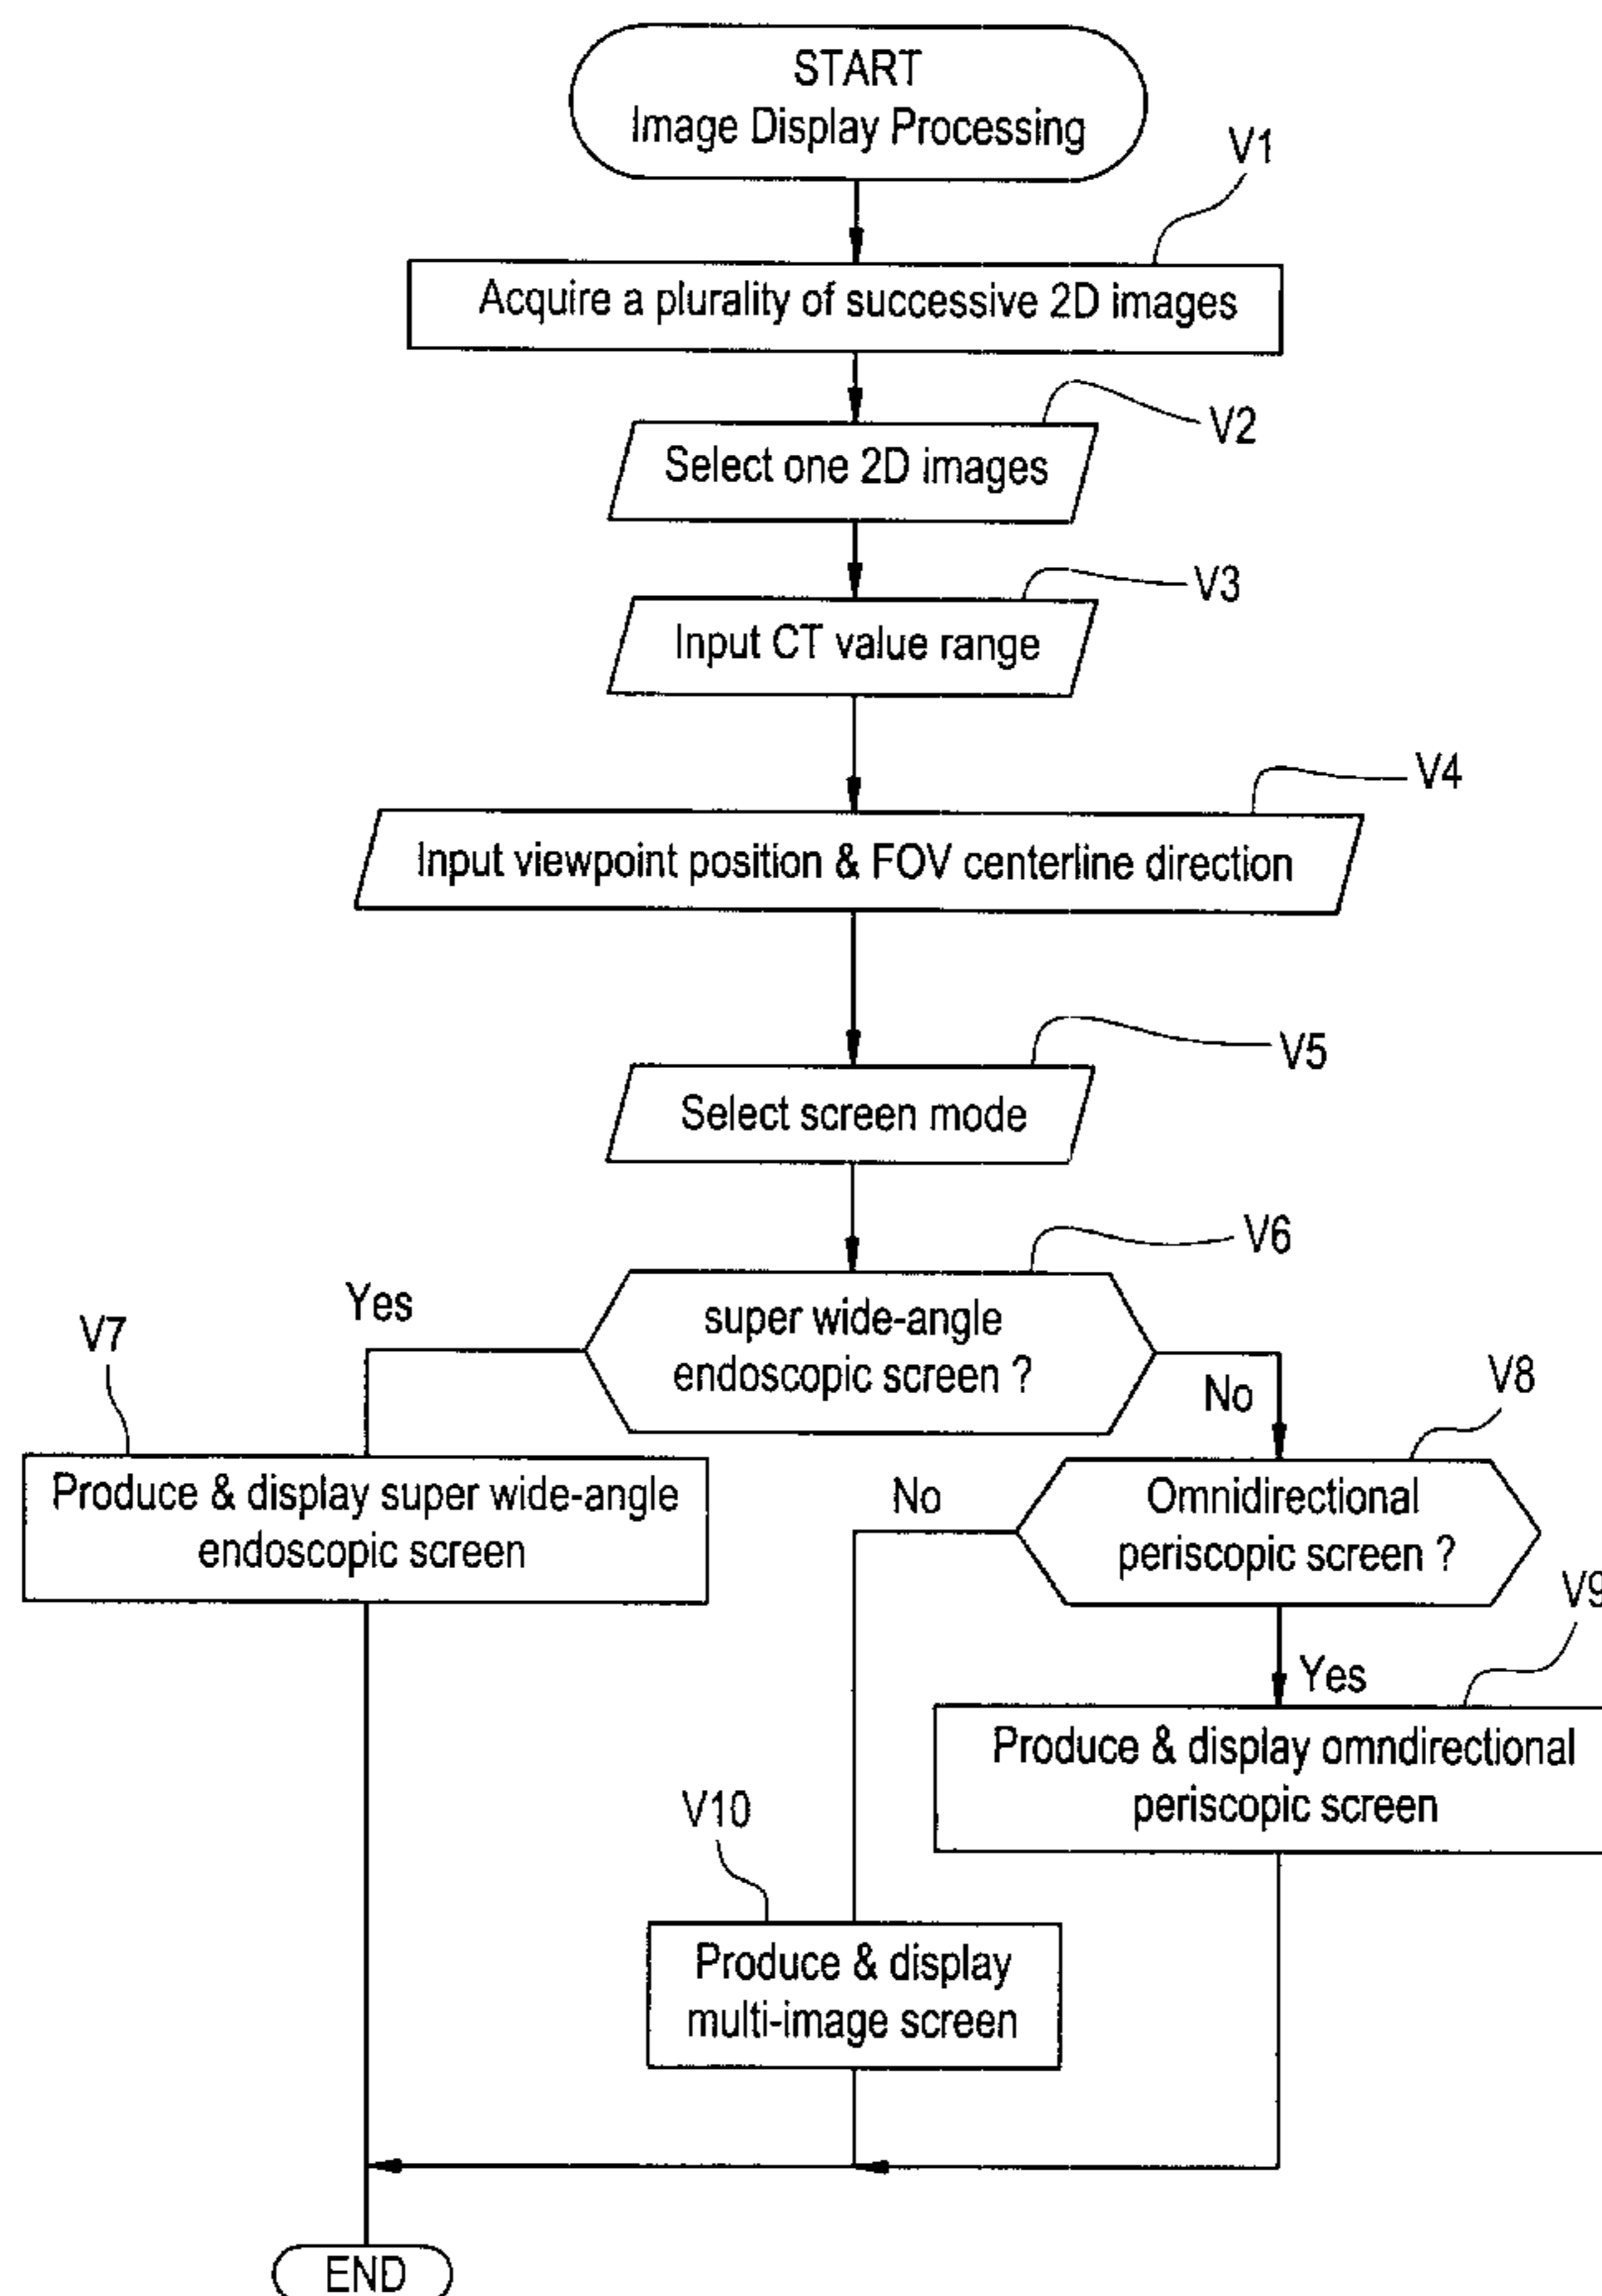 START
Image Display Processing
V1
Acquire a plurality of successive 2D images
V2
Select one 2D images
V3
Input CT value range
V4
Input viewpoint position & FOV centerline direction
V5
Select screen mode
V6
super wide-angle
endoscopic screen ?
Yes
No
V7
Produce & display super wide-angle
endoscopic screen
V8
Omnidirectional
periscopic screen ?
No
Yes
V9
Produce & display omndirectional
periscopic screen
V10
Produce & display
multi-image screen
END